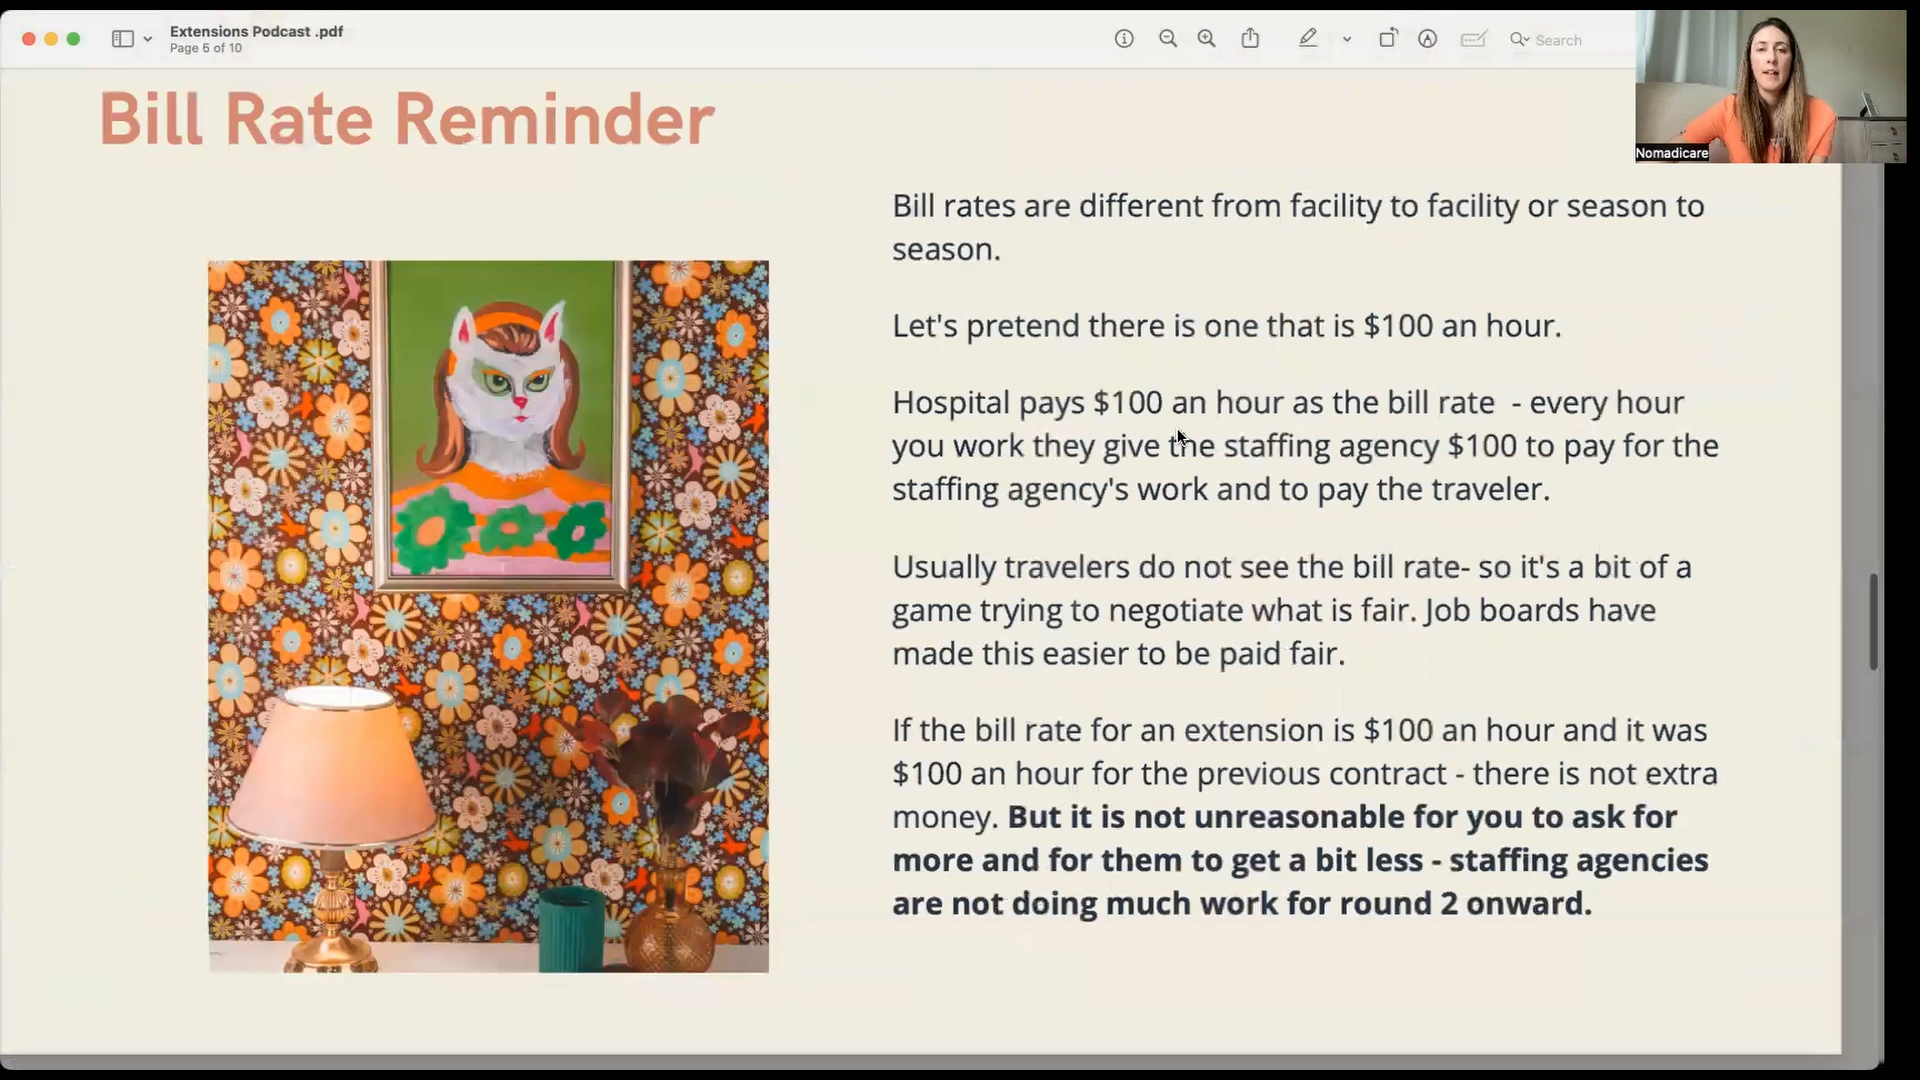 Extensions Podcast .pdf
Page 6 of 10
Search
Nomadicare
Bill Rate Reminder
Bill rates are different from facility to facility or season to
season.
Let's pretend there is one that is $100 an hour.
Hospital pays $100 an hour as the bill rate - every hour
you work they give the staffing agency $100 to pay for the
staffing agency's work and to pay the traveler.
Usually travelers do not see the bill rate- so it's a bit of a
game trying to negotiate what is fair. Job boards have
made this easier to be paid fair.
If the bill rate for an extension is $100 an hour and it was
$100 an hour for the previous contract - there is not extra
money. But it is not unreasonable for you to ask for
more and for them to get a bit less - staffing agencies
are not doing much work for round 2 onward.